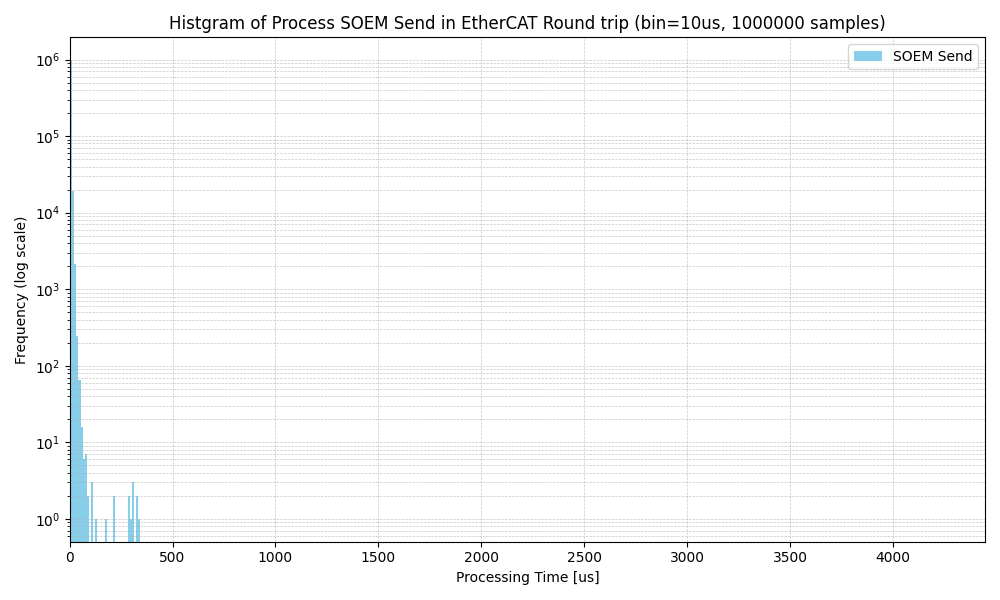 Histgram of Process SOEM Send in EtherCAT Round trip (bin=10us, 1000000 samples)
SOEM Send
Frequency (log scale)
10^6
10^5
10^4
10^3
10^2
10^1
10^0
0 500 1000 1500 2000 2500 3000 3500 4000
Processing Time [us]